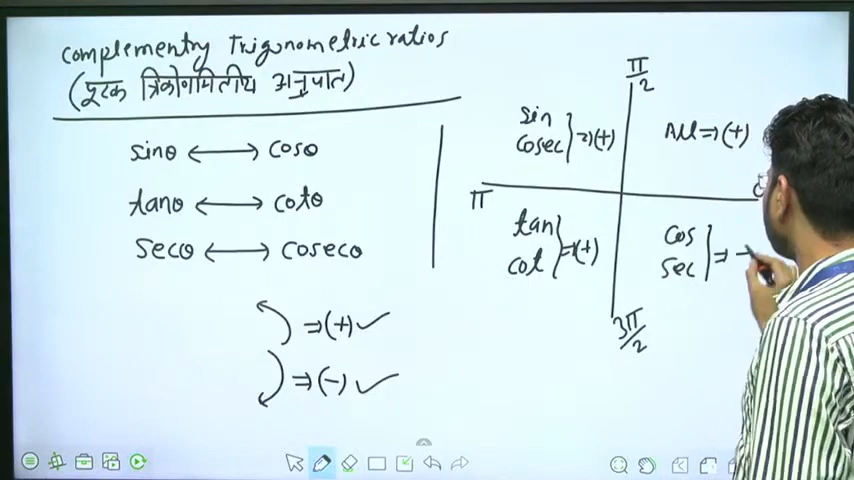 complementry Trigonometric ratios
(पूरक त्रिकोणमितीय अनुपात)
sinθ ⟷ cosθ
tanθ ⟷ cotθ
secθ ⟷ cosecθ
⇒(+) ✓
⇒(-) ✓
π/2
sin
cosec } ⇒(+)
All ⇒ (+)
π
tan
cot } ⇒(+)
cos
sec } ⇒
3π/2